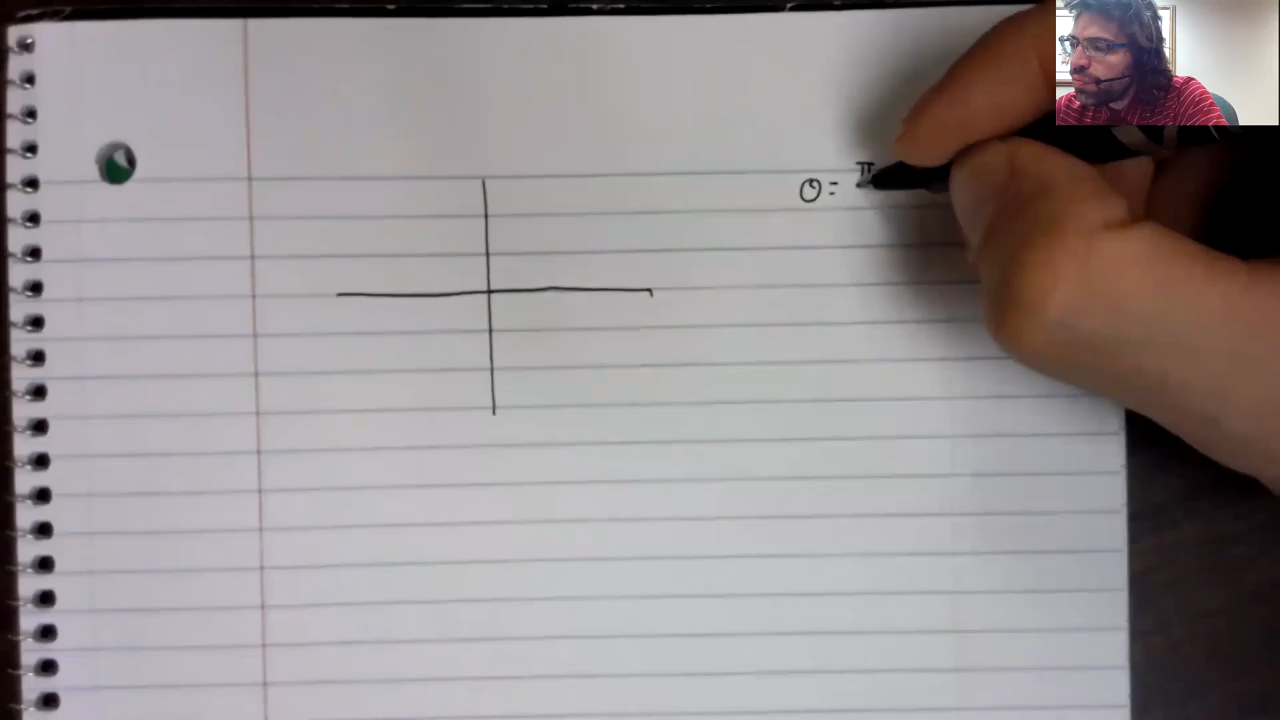 θ = π